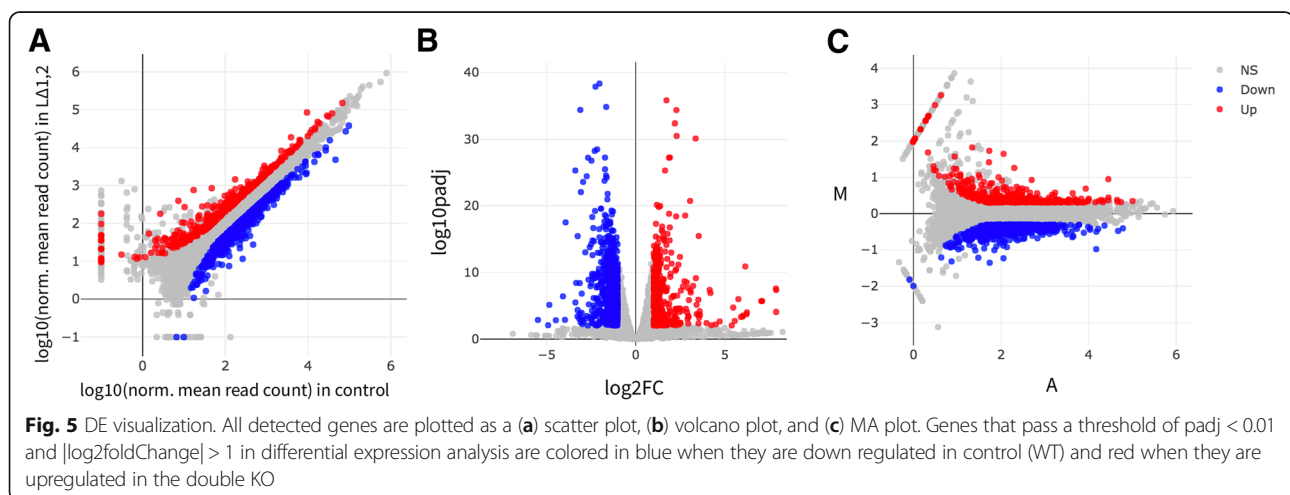 A
B
C
log10(norm. mean read count) in LΔ1,2
6
5
4
3
2
1
0
−1
0
2
4
6
log10(norm. mean read count) in control
log10padj
40
30
20
10
0
−5
0
5
log2FC
M
4
3
2
1
0
−1
−2
−3
0
2
4
6
A
NS
Down
Up
Fig. 5 DE visualization. All detected genes are plotted as a (a) scatter plot, (b) volcano plot, and (c) MA plot. Genes that pass a threshold of padj < 0.01
and |log2foldChange| > 1 in differential expression analysis are colored in blue when they are down regulated in control (WT) and red when they are
upregulated in the double KO